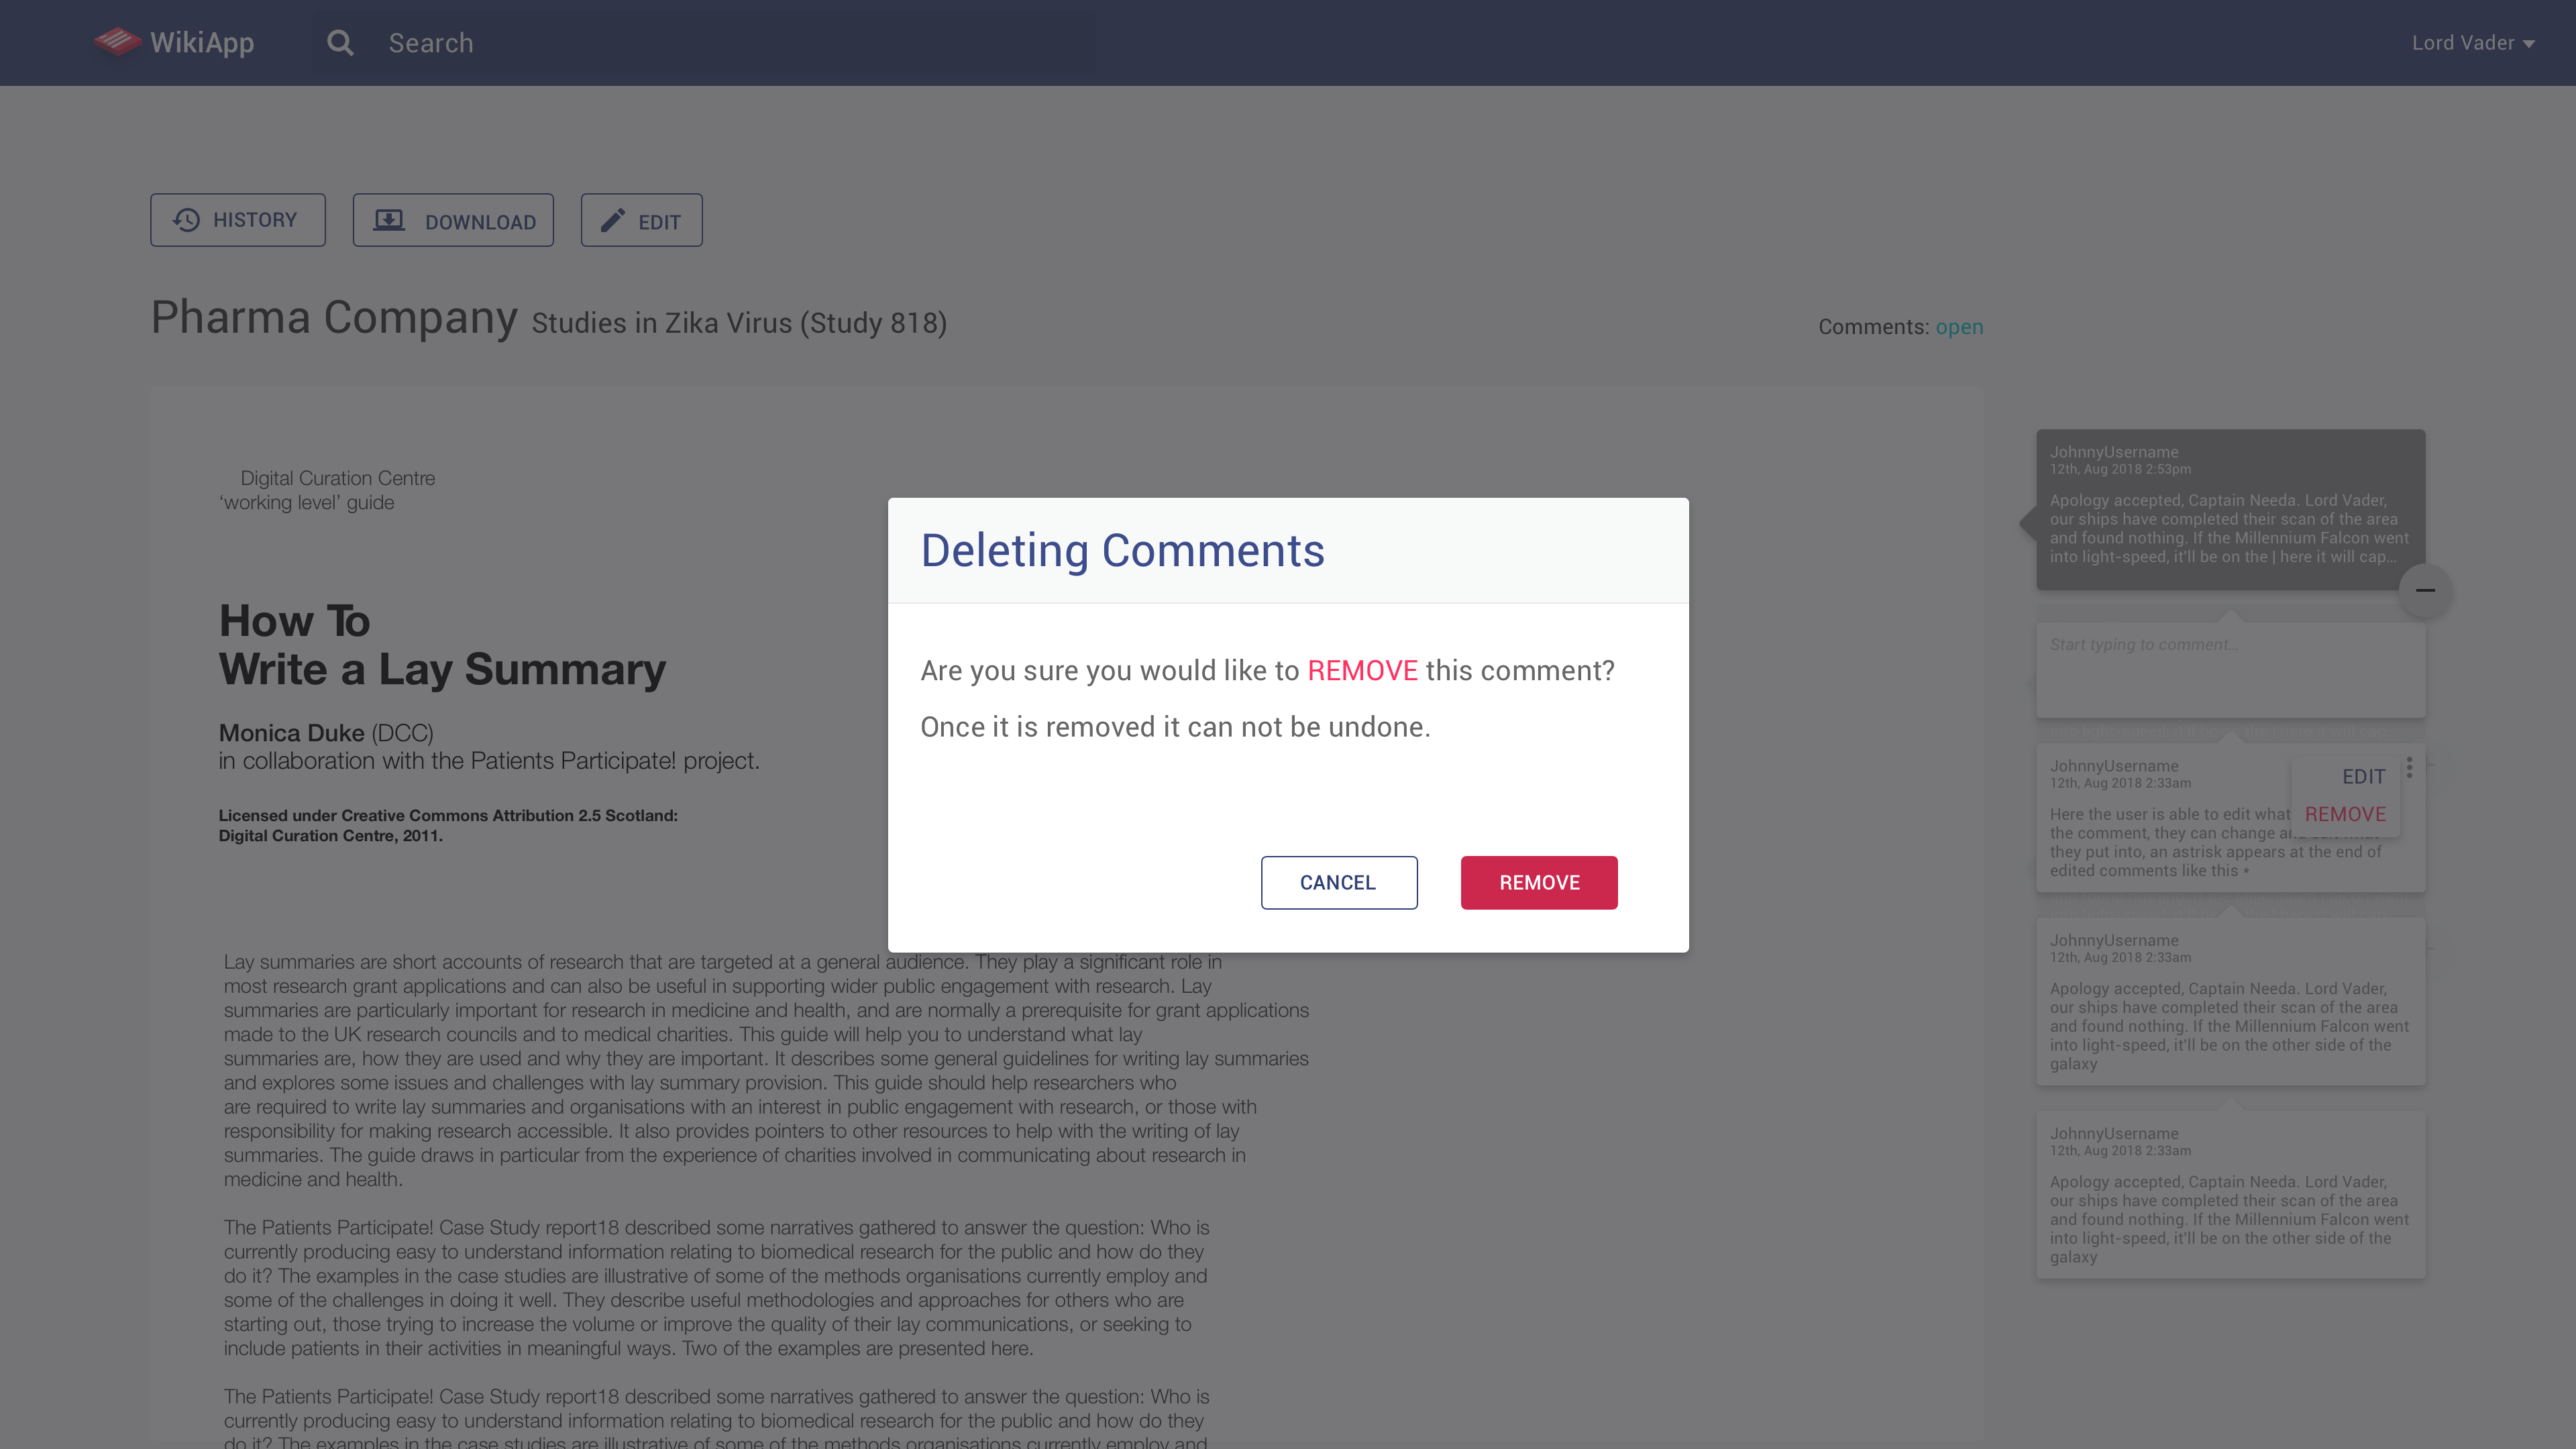 WikiApp
Search
Lord Vader
HISTORY
DOWNLOAD
EDIT
Pharma Company Studies in Zika Virus (Study 818)
Comments: open
Digital Curation Centre
‘working level’ guide
How To
Write a Lay Summary
Monica Duke (DCC)
in collaboration with the Patients Participate! project.
Licensed under Creative Commons Attribution 2.5 Scotland:
Digital Curation Centre, 2011.
Lay summaries are short accounts of research that are targeted at a general audience. They play a significant role in
most research grant applications and can also be useful in supporting wider public engagement with research. Lay
summaries are particularly important for research in medicine and health, and are normally a prerequisite for grant applications
made to the UK research councils and to medical charities. This guide will help you to understand what lay
summaries are, how they are used and why they are important. It describes some general guidelines for writing lay summaries
and explores some issues and challenges with lay summary provision. This guide should help researchers who
are required to write lay summaries and organisations with an interest in public engagement with research, or those with
responsibility for making research accessible. It also provides pointers to other resources to help with the writing of lay
summaries. The guide draws in particular from the experience of charities involved in communicating about research in
medicine and health.
The Patients Participate! Case Study report18 described some narratives gathered to answer the question: Who is
currently producing easy to understand information relating to biomedical research for the public and how do they
do it? The examples in the case studies are illustrative of some of the methods organisations currently employ and
some of the challenges in doing it well. They describe useful methodologies and approaches for others who are
starting out, those trying to increase the volume or improve the quality of their lay communications, or seeking to
include patients in their activities in meaningful ways. Two of the examples are presented here.
The Patients Participate! Case Study report18 described some narratives gathered to answer the question: Who is
currently producing easy to understand information relating to biomedical research for the public and how do they
do it? The examples in the case studies are illustrative of some of the methods organisations currently employ and
Deleting Comments
Are you sure you would like to REMOVE this comment?
Once it is removed it can not be undone.
CANCEL
REMOVE
JohnnyUsername
12th, Aug 2018 2:53pm
Apology accepted, Captain Needa. Lord Vader,
our ships have completed their scan of the area
and found nothing. If the Millennium Falcon went
into light-speed, it'll be on the | here it will cap...
Start typing to comment...
JohnnyUsername
12th, Aug 2018 2:33am
EDIT
REMOVE
Here the user is able to edit what
the comment, they can change
they put into, an astrisk appears at the end of
edited comments like this *
JohnnyUsername
12th, Aug 2018 2:33am
Apology accepted, Captain Needa. Lord Vader,
our ships have completed their scan of the area
and found nothing. If the Millennium Falcon went
into light-speed, it'll be on the other side of the
galaxy
JohnnyUsername
12th, Aug 2018 2:33am
Apology accepted, Captain Needa. Lord Vader,
our ships have completed their scan of the area
and found nothing. If the Millennium Falcon went
into light-speed, it'll be on the other side of the
galaxy